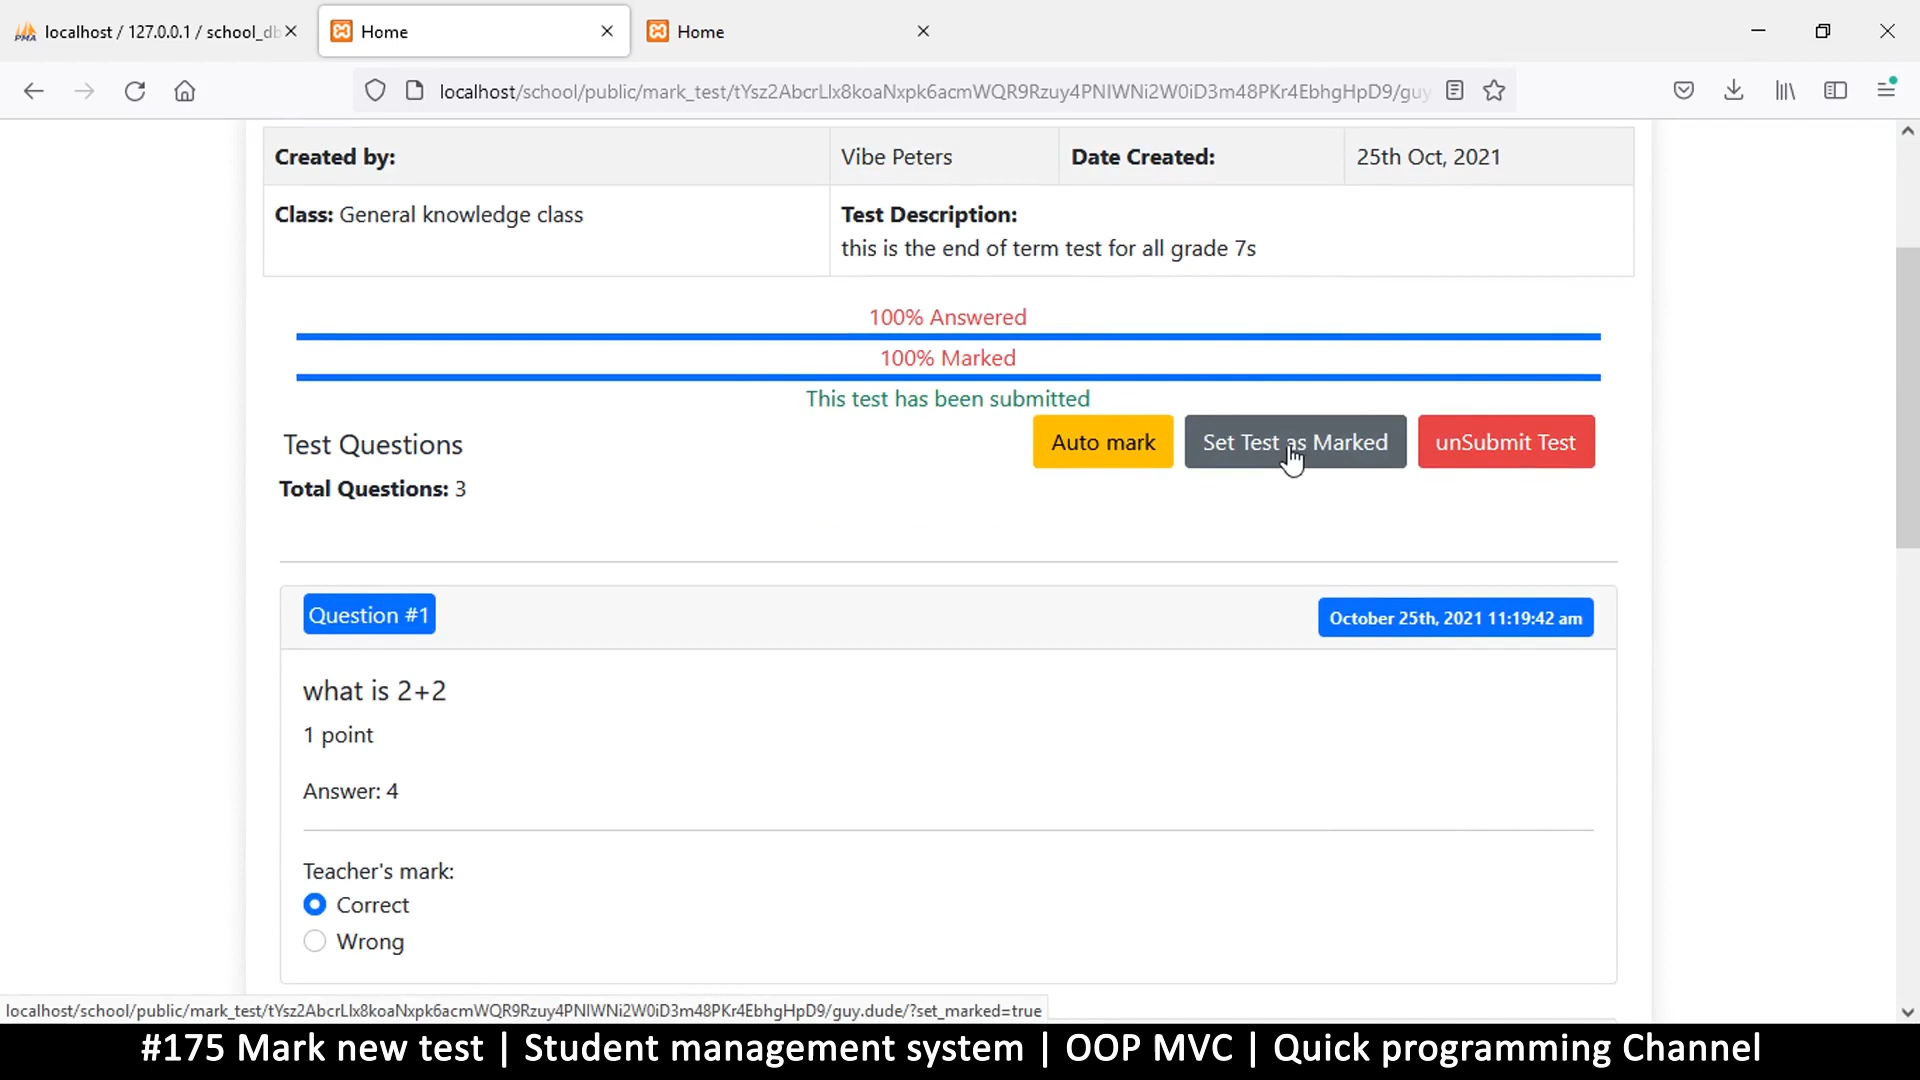 localhost / 127.0.0.1 / school_db
Home
Home
localhost/school/public/mark_test/tYsz2AbcrLlx8koaNxpk6acmWQR9Rzuy4PNIWNi2W0iD3m48PKr4EbhgHpD9/guy
Created by: Vibe Peters Date Created: 25th Oct, 2021
Class: General knowledge class Test Description:
this is the end of term test for all grade 7s
100% Answered
100% Marked
This test has been submitted
Test Questions Auto mark Set Test as Marked unSubmit Test
Total Questions: 3
Question #1 October 25th, 2021 11:19:42 am
what is 2+2
1 point
Answer: 4
Teacher's mark:
Correct
Wrong
localhost/school/public/mark_test/tYsz2AbcrLlx8koaNxpk6acmWQR9Rzuy4PNIWNi2W0iD3m48PKr4EbhgHpD9/guy.dude/?set_marked=true
#175 Mark new test | Student management system | OOP MVC | Quick programming Channel